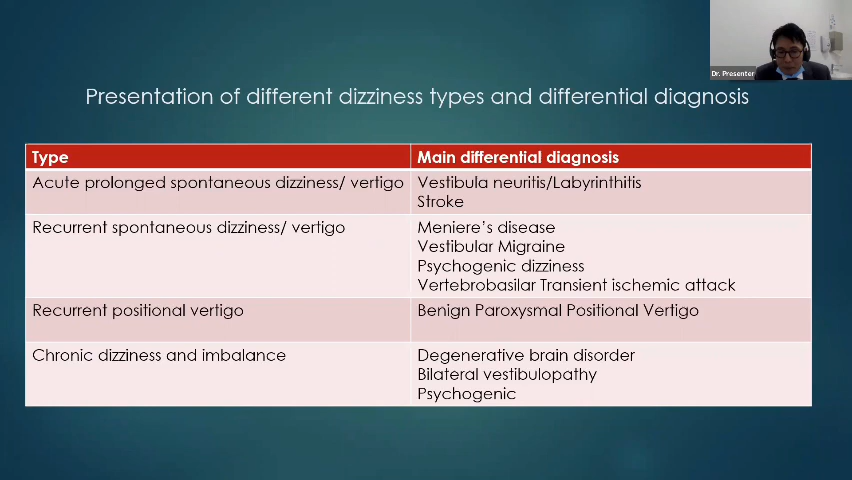 Dr. Presenter
Presentation of different dizziness types and differential diagnosis
Type
Main differential diagnosis
Acute prolonged spontaneous dizziness/ vertigo
Vestibula neuritis/Labyrinthitis
Stroke
Recurrent spontaneous dizziness/ vertigo
Meniere's disease
Vestibular Migraine
Psychogenic dizziness
Vertebrobasilar Transient ischemic attack
Recurrent positional vertigo
Benign Paroxysmal Positional Vertigo
Chronic dizziness and imbalance
Degenerative brain disorder
Bilateral vestibulopathy
Psychogenic